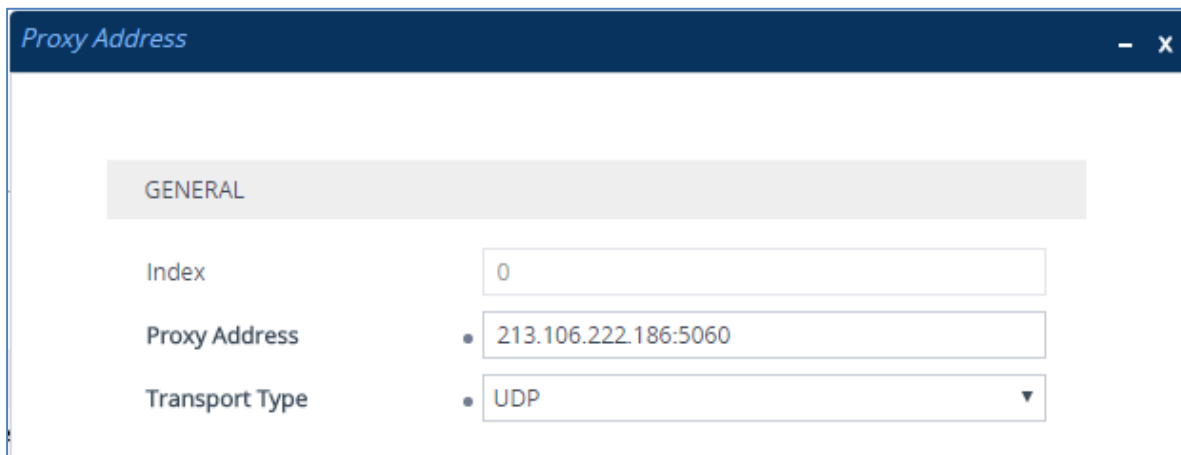 Proxy Address – x
GENERAL
Index 0
Proxy Address • 213.106.222.186:5060
Transport Type • UDP ▼